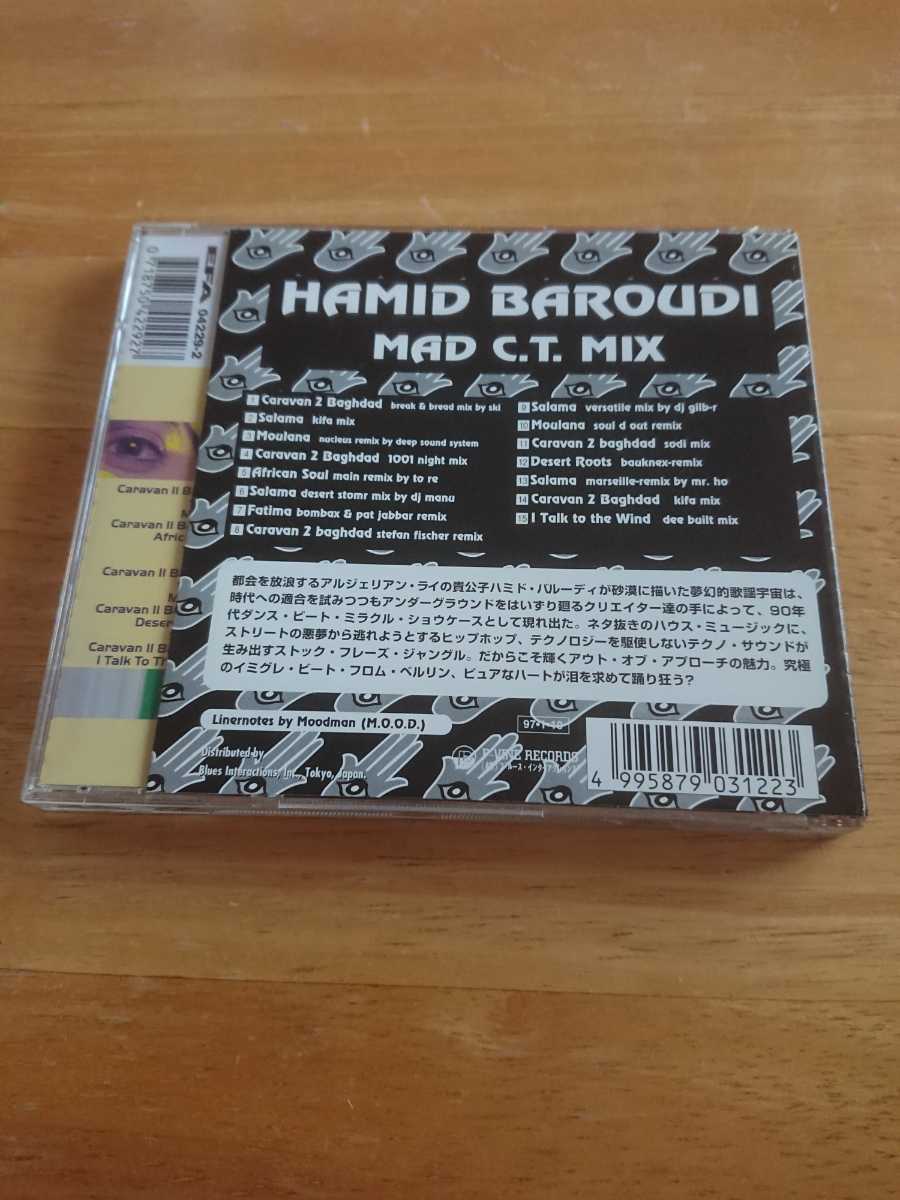 HAMID BAROUDI
MAD C.T. MIX
1 Caravan 2 Baghdad break & bread mix by ski
2 Salama kifa mix
3 Moulana nucleus remix by deep sound system
4 Caravan 2 Baghdad 1001 night mix
5 African Soul main remix by to re
6 Salama desert stomr mix by dj manu
7 Fatima bombax & pat jabbar remix
8 Caravan 2 baghdad stefan fischer remix
9 Salama versatile mix by dj gilb-r
10 Moulana soul d out remix
11 Caravan 2 baghdad sodi mix
12 Desert Roots bauknex-remix
13 Salama marseille-remix by mr. ho
14 Caravan 2 Baghdad kifa mix
15 I Talk to the Wind dee built mix
都会を放浪するアルジェリアン・ライの貴公子ハミド・バルーディが砂漠に描いた夢幻的歌謡宇宙は、
時代への適合を試みつつもアンダーグラウンドをはいずり廻るクリエイター達の手によって、90年
代ダンス・ビート・ミラクル・ショウケースとして現れ出た。ネタ抜きのハウス・ミュージックに、
ストリートの悪夢から逃れようとするヒップホップ、テクノロジーを駆使しないテクノ・サウンドが
生み出すストック・フレーズ・ジャングル。だからこそ輝くアウト・オブ・アプローチの魅力。究極
のイミグレ・ビート・フロム・ベルリン、ピュアなハートが泪を求めて踊り狂う?
Linernotes by Moodman (M.O.O.D.)
97・1・18
Distributed by
Blues Interactions, Inc., Tokyo, Japan.
P-VINE RECORDS
4 995879 031223
EFA 04229-2
0 718750 422927
Caravan II B
M
Caravan II B
Afric
Caravan II B
M
Caravan II B
Deser
Caravan II B
I Talk To Th